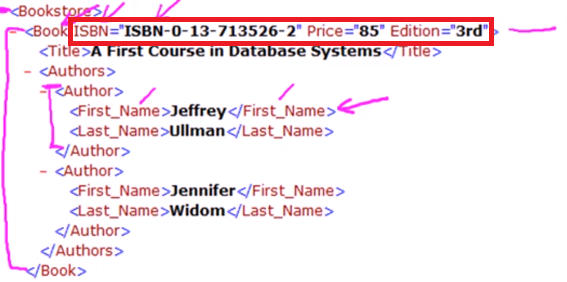 <Bookstore>
- <Book ISBN="ISBN-0-13-713526-2" Price="85" Edition="3rd">
<Title>A First Course in Database Systems</Title>
- <Authors>
- <Author>
<First_Name>Jeffrey</First_Name>
<Last_Name>Ullman</Last_Name>
</Author>
- <Author>
<First_Name>Jennifer</First_Name>
<Last_Name>Widom</Last_Name>
</Author>
</Authors>
</Book>